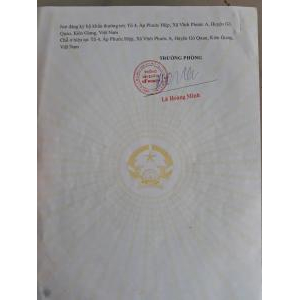 Nơi đăng ký hộ khẩu thường trú: Tổ 4, Ấp Phước Hiệp, Xã Vĩnh Phước A, Huyện Gò
Quao, Kiên Giang, Việt Nam
Chỗ ở hiện tại: Tổ 4, Ấp Phước Hiệp, Xã Vĩnh Phước A, Huyện Gò Quao, Kiên Giang,
Việt Nam
TRƯỞNG PHÒNG
Lê Hoàng Minh